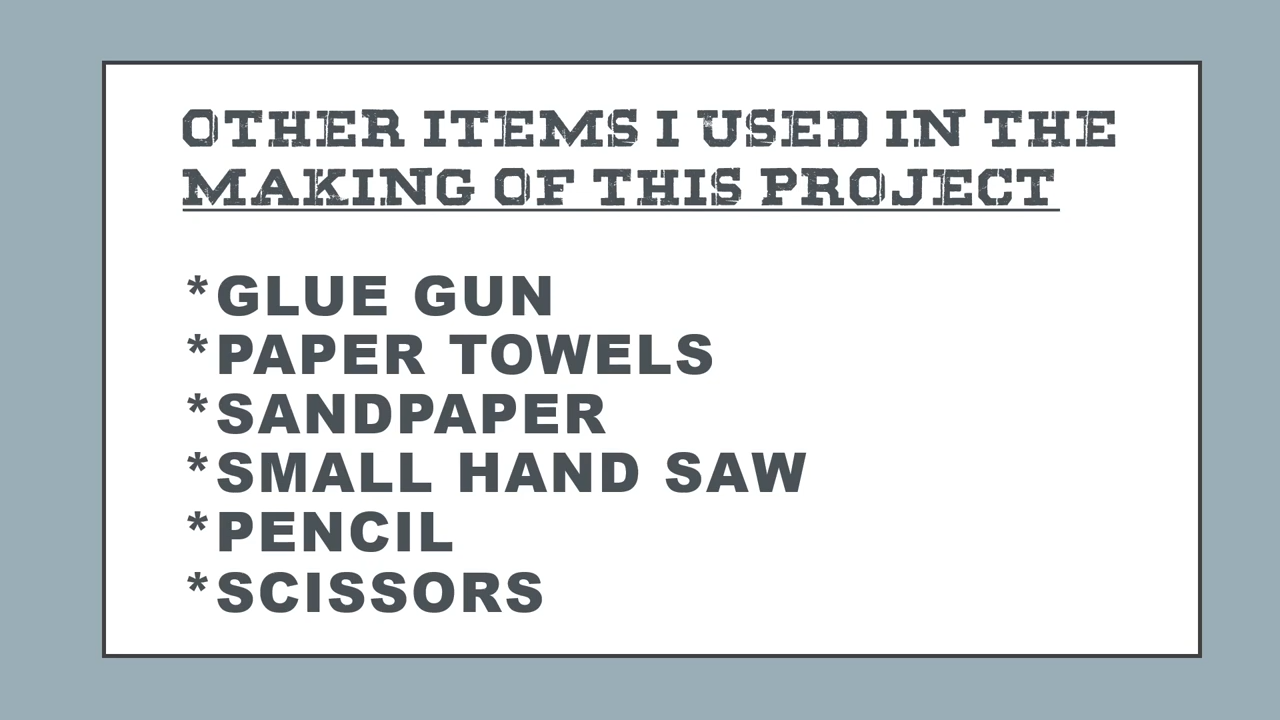 OTHER ITEMS I USED IN THE
MAKING OF THIS PROJECT
*GLUE GUN
*PAPER TOWELS
*SANDPAPER
*SMALL HAND SAW
*PENCIL
*SCISSORS